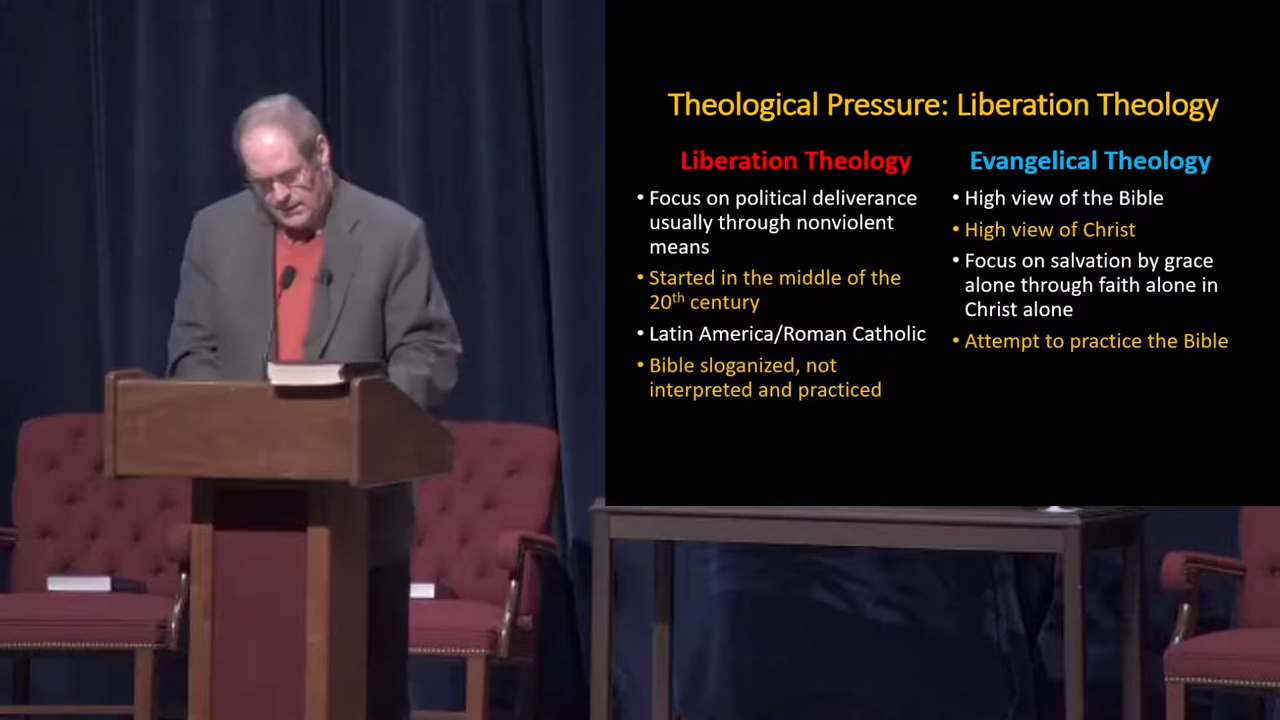 Theological Pressure: Liberation Theology
Liberation Theology
• Focus on political deliverance
usually through nonviolent
means
• Started in the middle of the
20th century
• Latin America/Roman Catholic
• Bible sloganized, not
interpreted and practiced
Evangelical Theology
• High view of the Bible
• High view of Christ
• Focus on salvation by grace
alone through faith alone in
Christ alone
• Attempt to practice the Bible